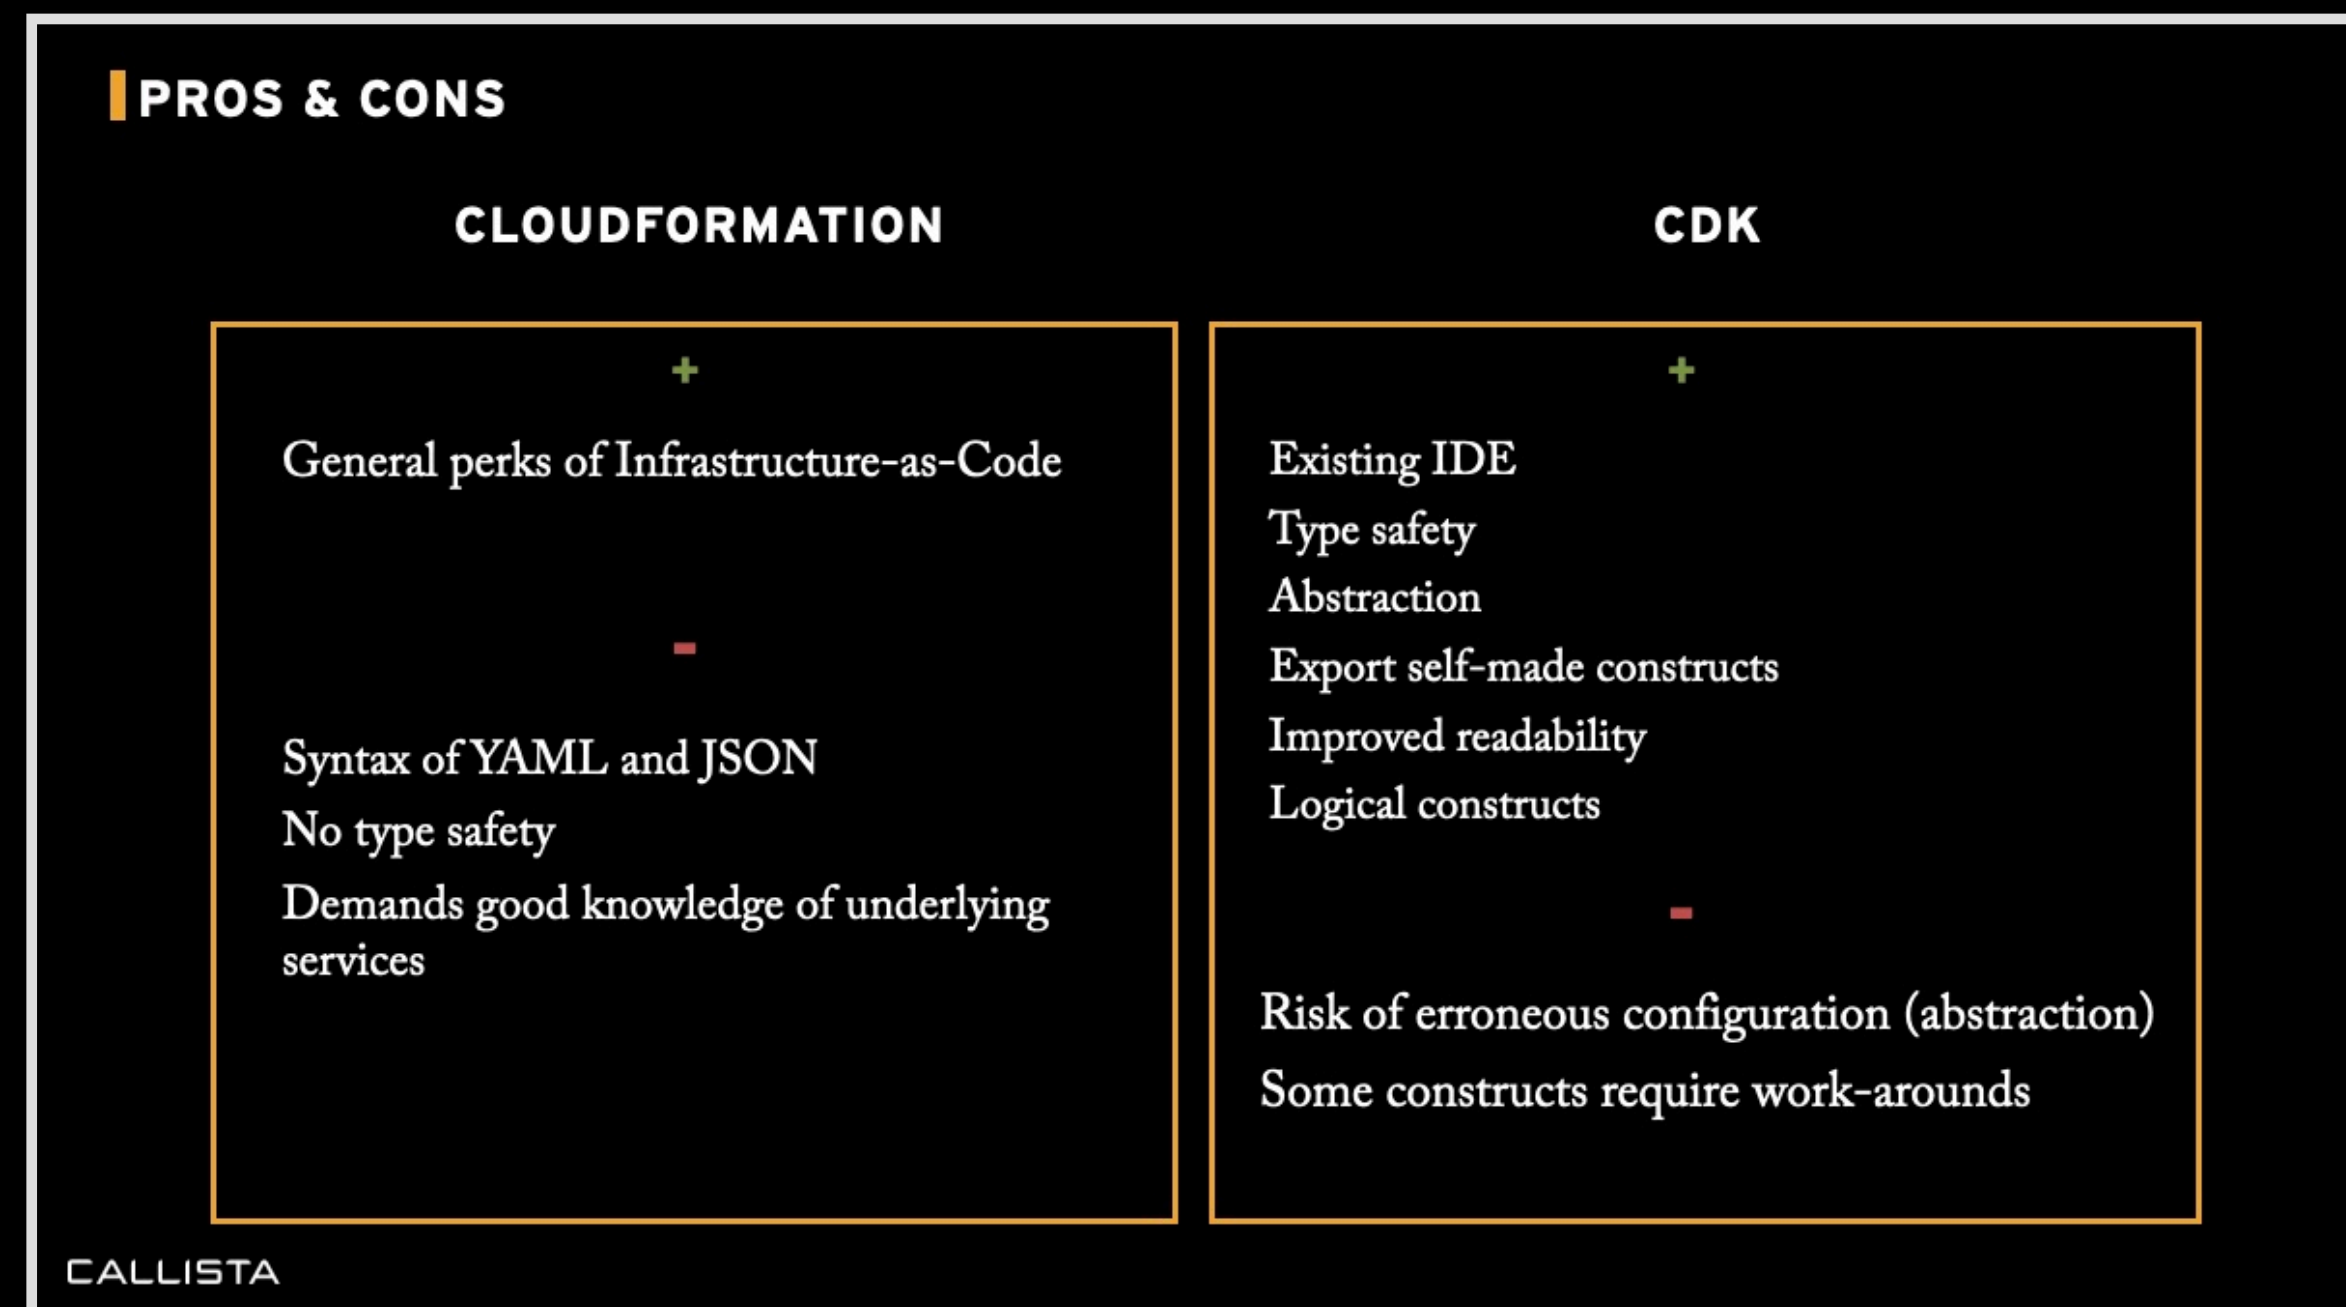 PROS & CONS
CLOUDFORMATION
+
General perks of Infrastructure-as-Code
-
Syntax of YAML and JSON
No type safety
Demands good knowledge of underlying
services
CDK
+
Existing IDE
Type safety
Abstraction
Export self-made constructs
Improved readability
Logical constructs
-
Risk of erroneous configuration (abstraction)
Some constructs require work-arounds
CALLISTA